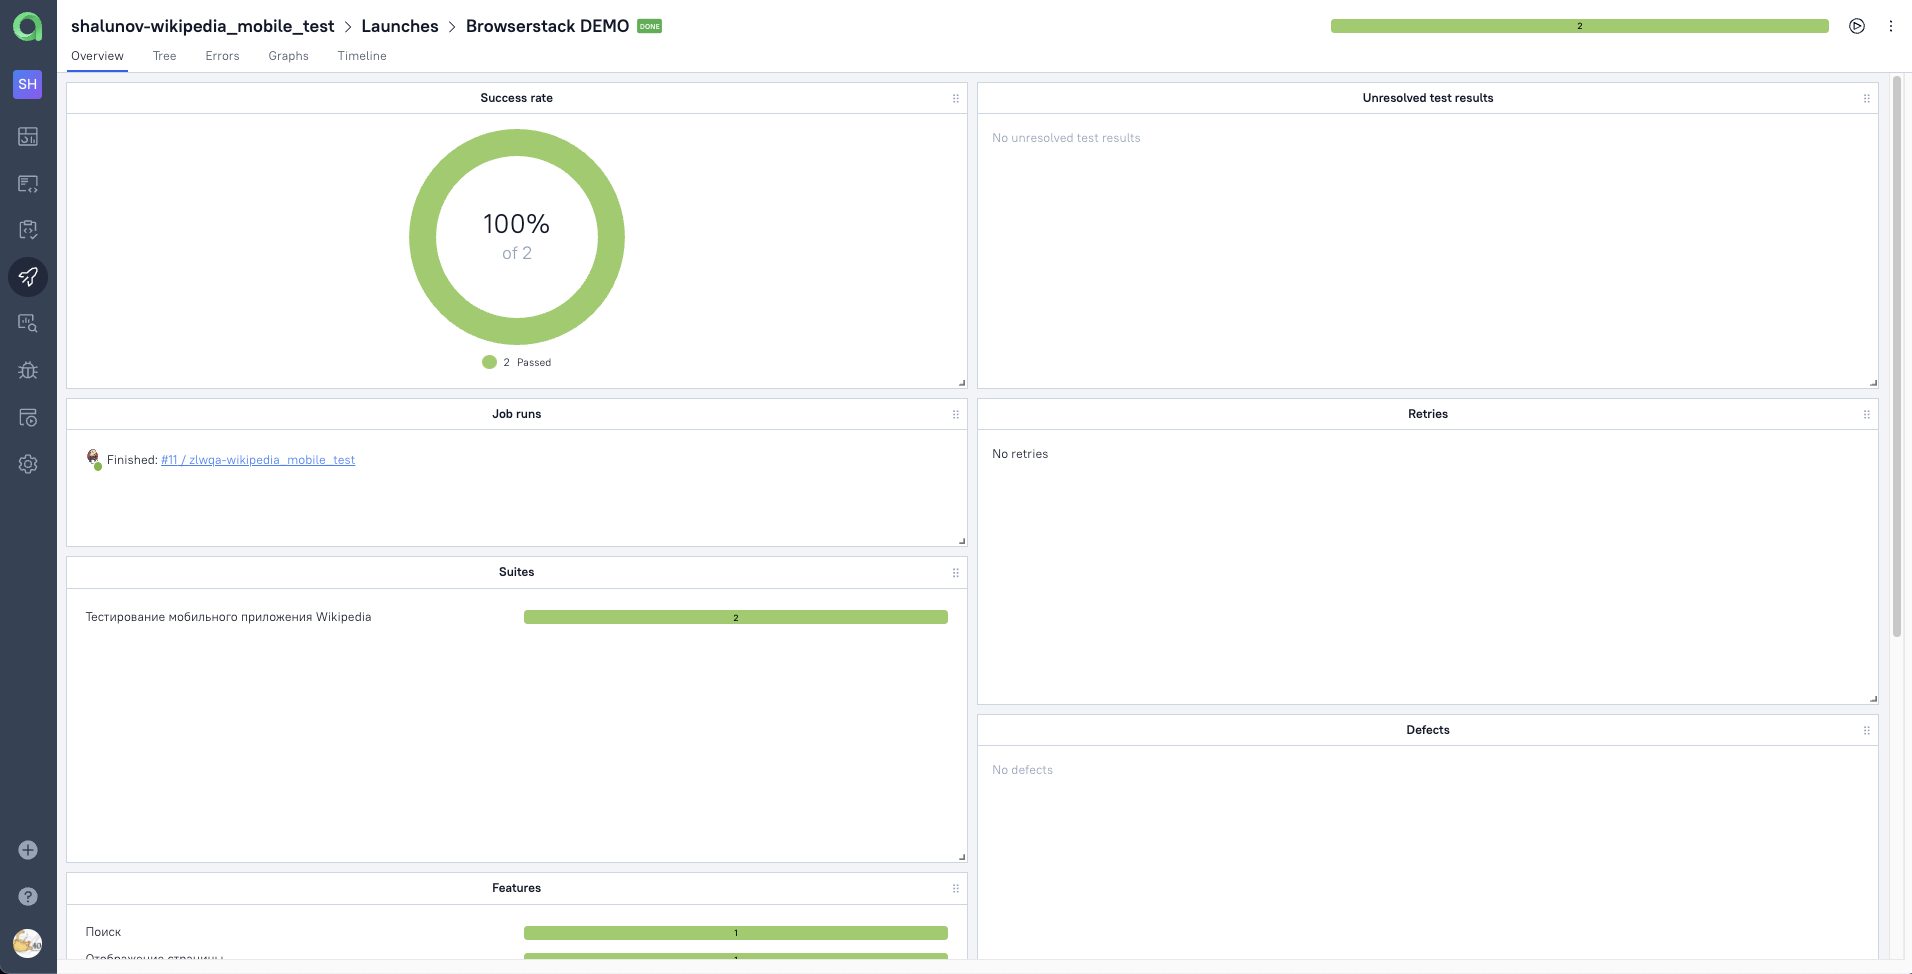 shalunov-wikipedia_mobile_test > Launches > Browserstack DEMO DONE
2
Overview Tree Errors Graphs Timeline
SH
Success rate
100%
of 2
2 Passed
Unresolved test results
No unresolved test results
Job runs
Finished: #11 / zlwqa-wikipedia_mobile_test
Retries
No retries
Suites
Тестирование мобильного приложения Wikipedia 2
Defects
No defects
Features
Поиск 1
Отображение страницы 1